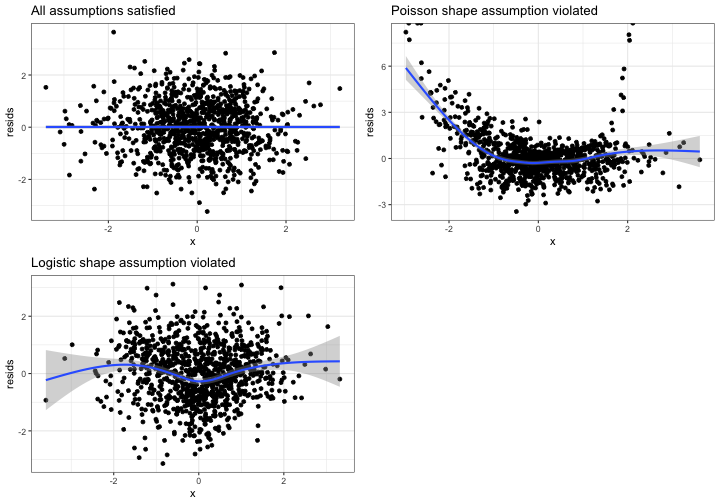 All assumptions satisfied
resids
2
0
-2
-2
0
2
x
Poisson shape assumption violated
resids
6
3
0
-3
-2
0
2
x
Logistic shape assumption violated
resids
2
0
-2
-2
0
2
x